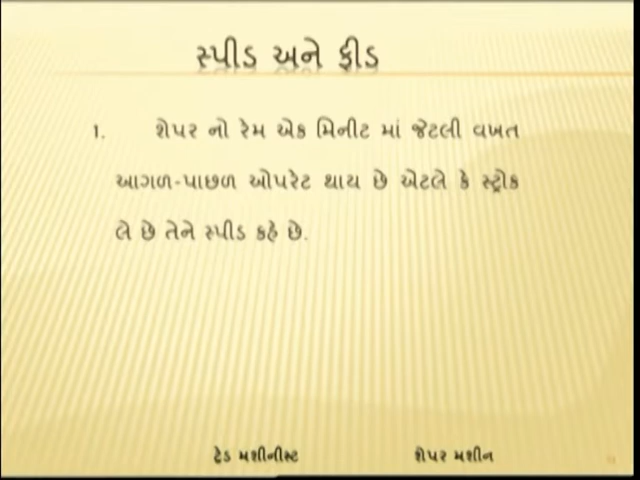 સ્પીડ અને ફીડ
1. શેપર નો રેમ એક મિનીટ માં જેટલી વખત
આગળ-પાછળ ઓપરેટ થાય છે એટલે કે સ્ટ્રોક
લે છે તેને સ્પીડ કહે છે.
ટ્રેડ મશીનીસ્ટ શેપર મશીન